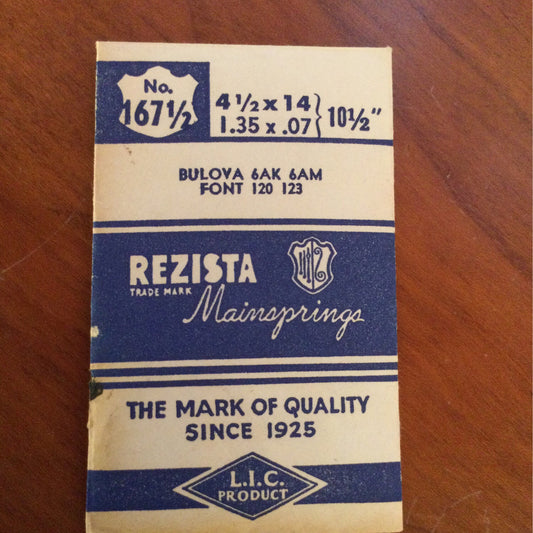 No.
167½
4½ x 14
1.35 x .07
10½"
BULOVA 6AK 6AM
FONT 120 123
REZISTA
TRADE MARK
Mainsprings
THE MARK OF QUALITY
SINCE 1925
L.I.C.
PRODUCT